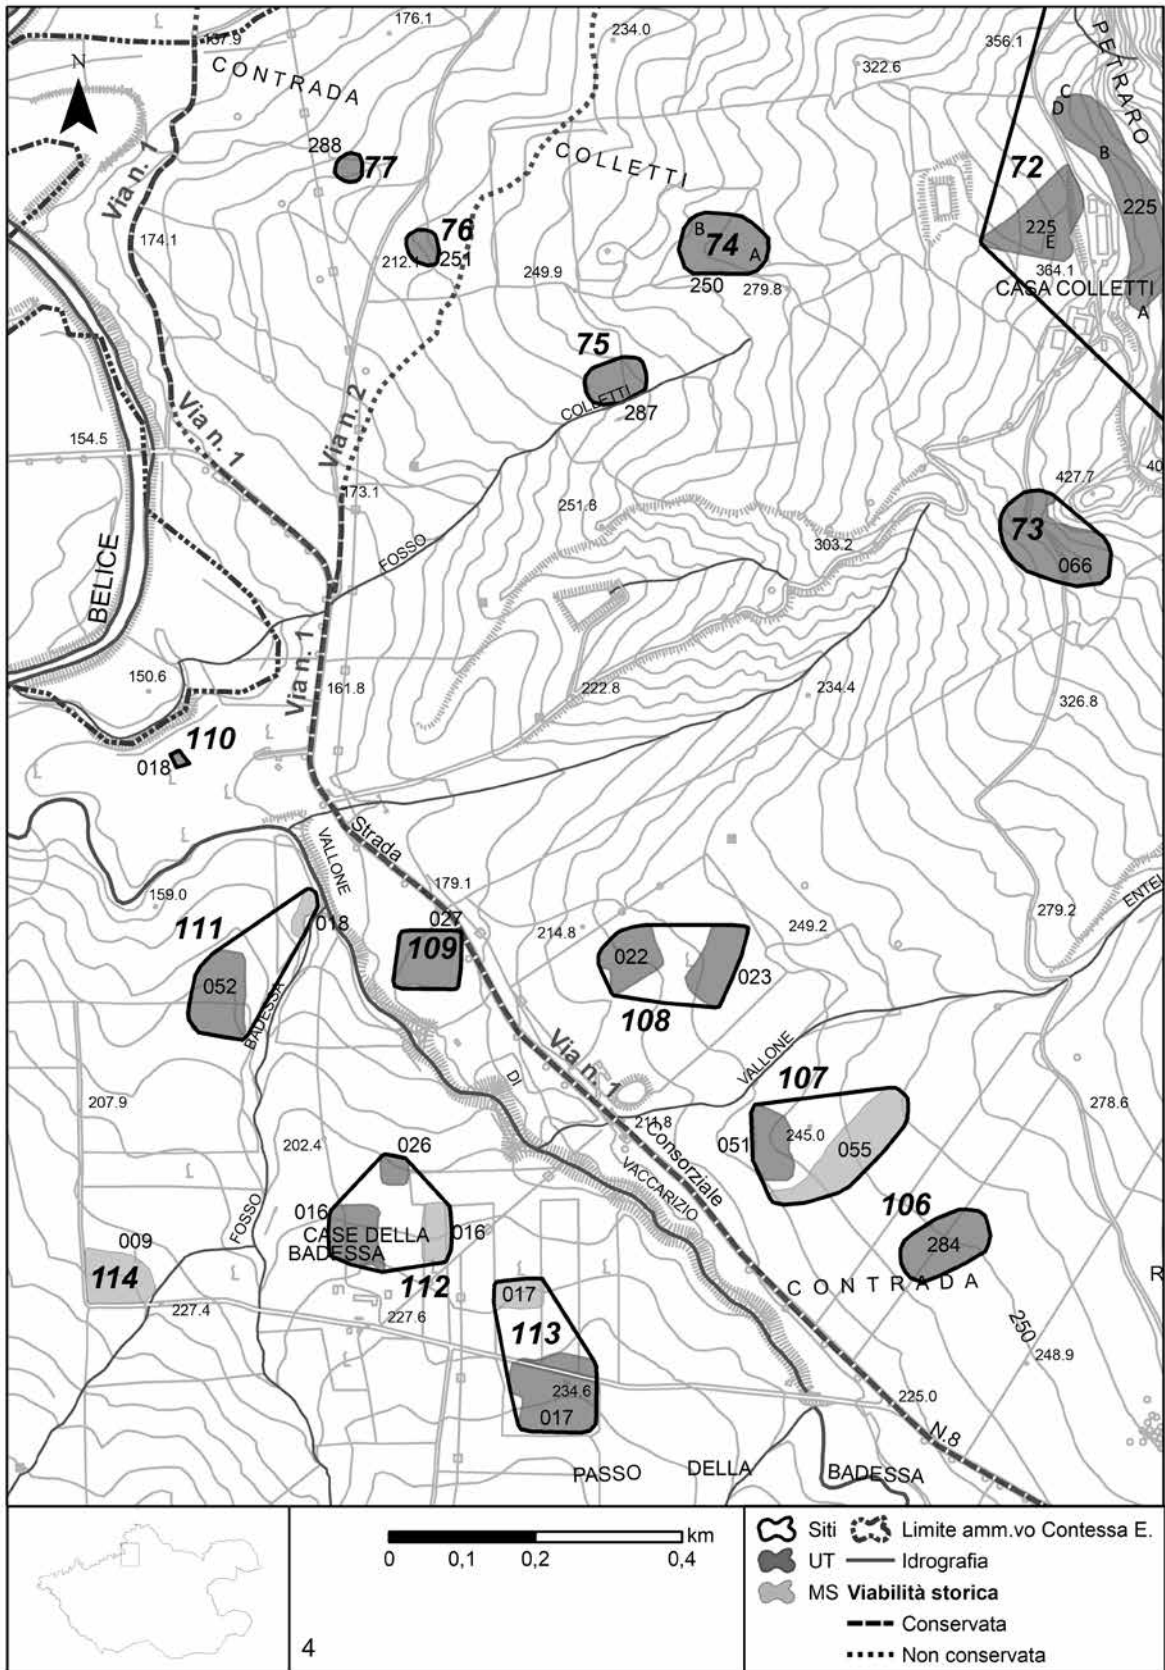 137.9
176.1
234.0
356.1
PETRARO
322.6
N
CONTRADA
C
D
Via n. 1
288
77
COLLETTI
B
72
225
76
B
74
A
225
E
174.1
212.1
251
249.9
250
279.8
364.1
CASA COLLETTI
A
75
COLLETTI
287
Via n. 1
Via n. 2
154.5
427.7
40
173.1
251.8
73
303.2
066
BELICE
FOSSO
Via n. 1
150.6
161.8
222.8
234.4
326.8
110
018
VALLONE
Strada
159.0
179.1
ENTEL
279.2
111
018
027
109
214.8
249.2
022
023
052
BADESSA
108
DI
Via n. 1
VALLONE
107
207.9
211.8
278.6
202.4
026
Consorziale
051
245.0
055
VACCARIZIO
FOSSO
016
CASE DELLA
BADESSA
016
106
284
009
114
112
017
CONTRADA
R
227.4
227.6
113
250
248.9
234.6
017
225.0
N.8
PASSO DELLA BADESSA
km
0 0,1 0,2 0,4
4
Siti Limite amm.vo Contessa E.
UT Idrografia
MS Viabilità storica
Conservata
Non conservata